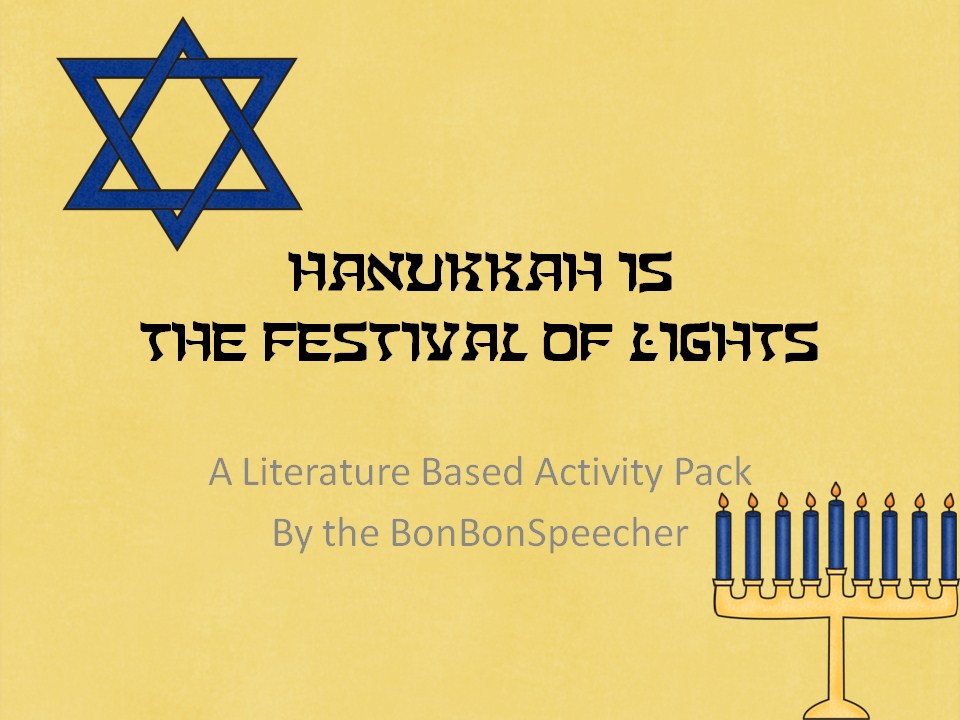 HANUKKAH IS
THE FESTIVAL OF LIGHTS
A Literature Based Activity Pack
By the BonBonSpeecher